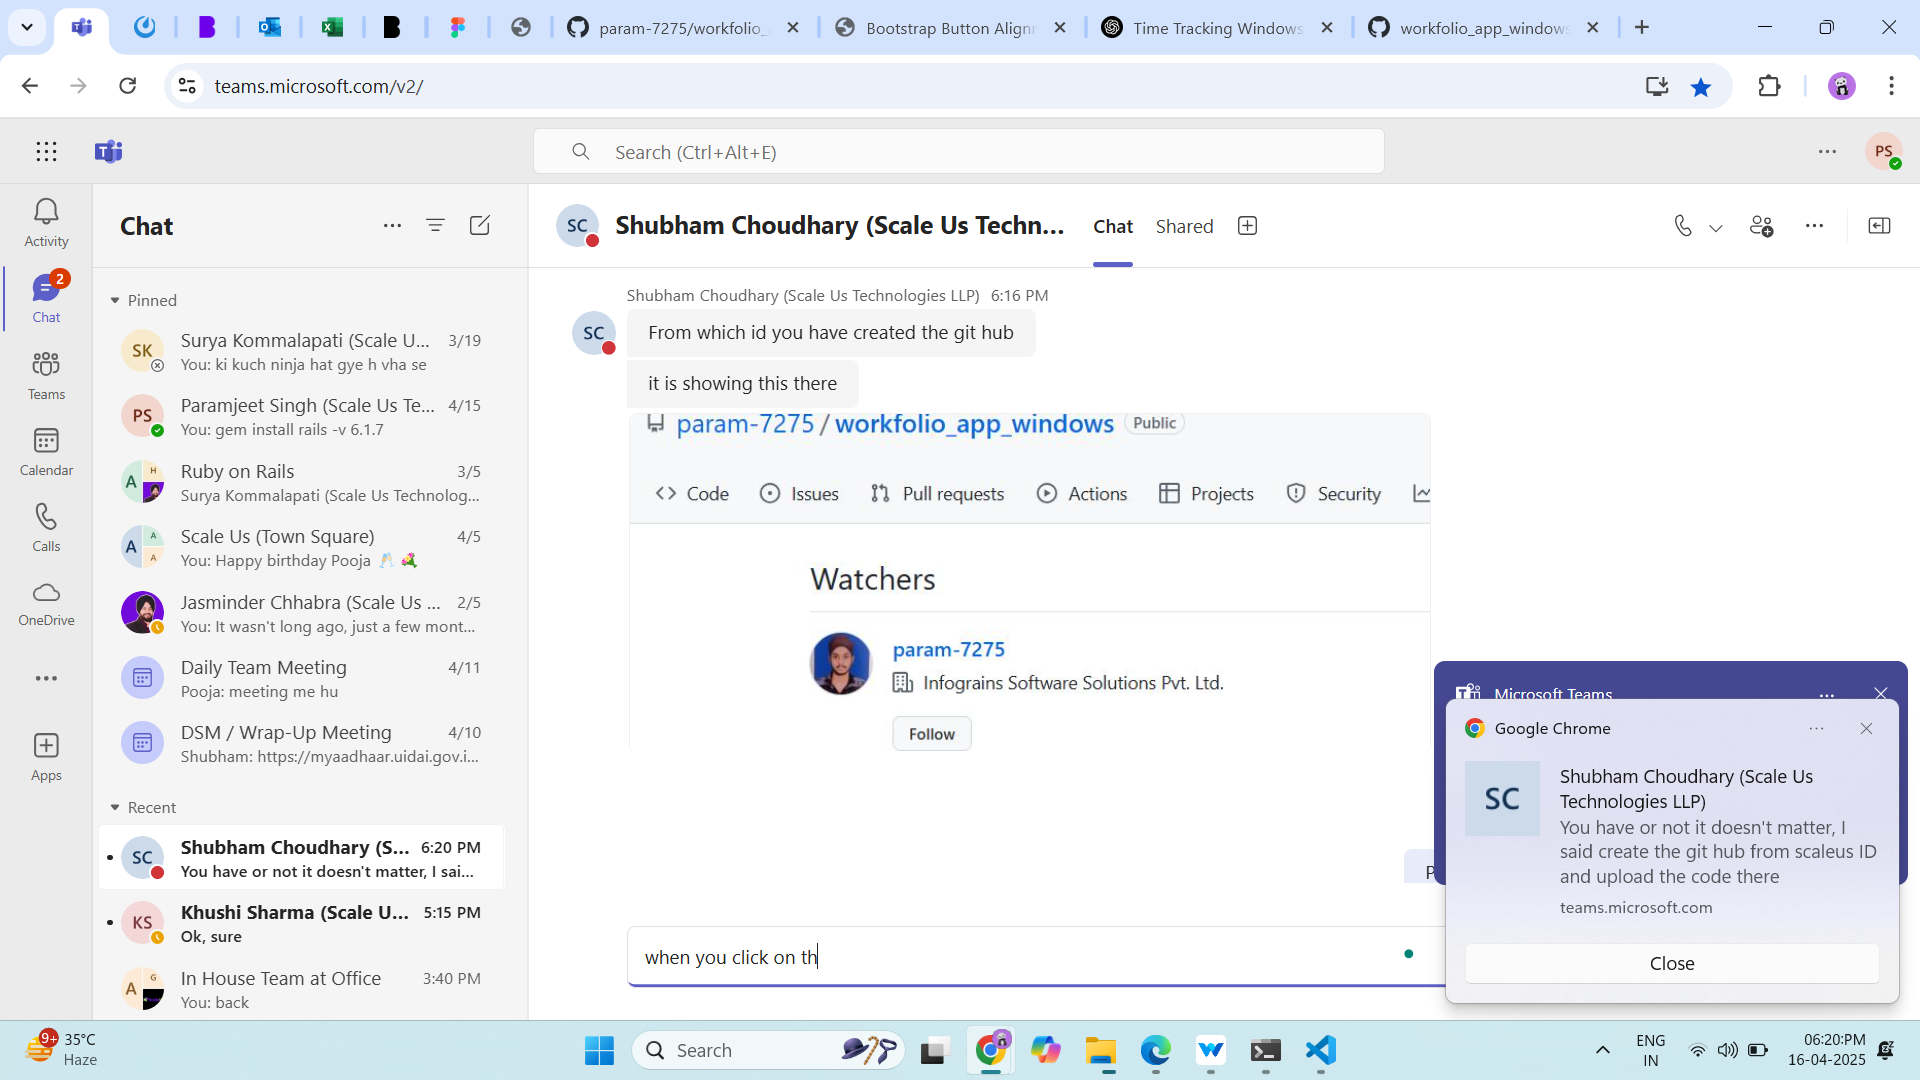 param-7275/workfolio_
Bootstrap Button Alignr
Time Tracking Windows
workfolio_app_windows
teams.microsoft.com/v2/
Search (Ctrl+Alt+E)
PS
Activity
2
Chat
Teams
Calendar
Calls
OneDrive
Apps
Chat
Pinned
SK
Surya Kommalapati (Scale U... 3/19
You: ki kuch ninja hat gye h vha se
PS
Paramjeet Singh (Scale Us Te... 4/15
You: gem install rails -v 6.1.7
A H
Ruby on Rails 3/5
Surya Kommalapati (Scale Us Technolog...
A A A
Scale Us (Town Square) 4/5
You: Happy birthday Pooja 🥂 💐
Jasminder Chhabra (Scale Us ... 2/5
You: It wasn't long ago, just a few mont...
Daily Team Meeting 4/11
Pooja: meeting me hu
DSM / Wrap-Up Meeting 4/10
Shubham: https://myaadhaar.uidai.gov.i...
Recent
SC
Shubham Choudhary (S... 6:20 PM
You have or not it doesn't matter, I sai...
KS
Khushi Sharma (Scale U... 5:15 PM
Ok, sure
A G
In House Team at Office 3:40 PM
You: back
SC
Shubham Choudhary (Scale Us Techn...
Chat Shared
Shubham Choudhary (Scale Us Technologies LLP) 6:16 PM
SC
From which id you have created the git hub
it is showing this there
param-7275 / workfolio_app_windows Public
Code Issues Pull requests Actions Projects Security
Watchers
param-7275
Infograins Software Solutions Pvt. Ltd.
Follow
when you click on th
Microsoft Teams
Google Chrome
SC
Shubham Choudhary (Scale Us
Technologies LLP)
You have or not it doesn't matter, I
said create the git hub from scaleus ID
and upload the code there
teams.microsoft.com
Close
9+
35°C
Haze
Search
ENG
IN
06:20:PM
16-04-2025